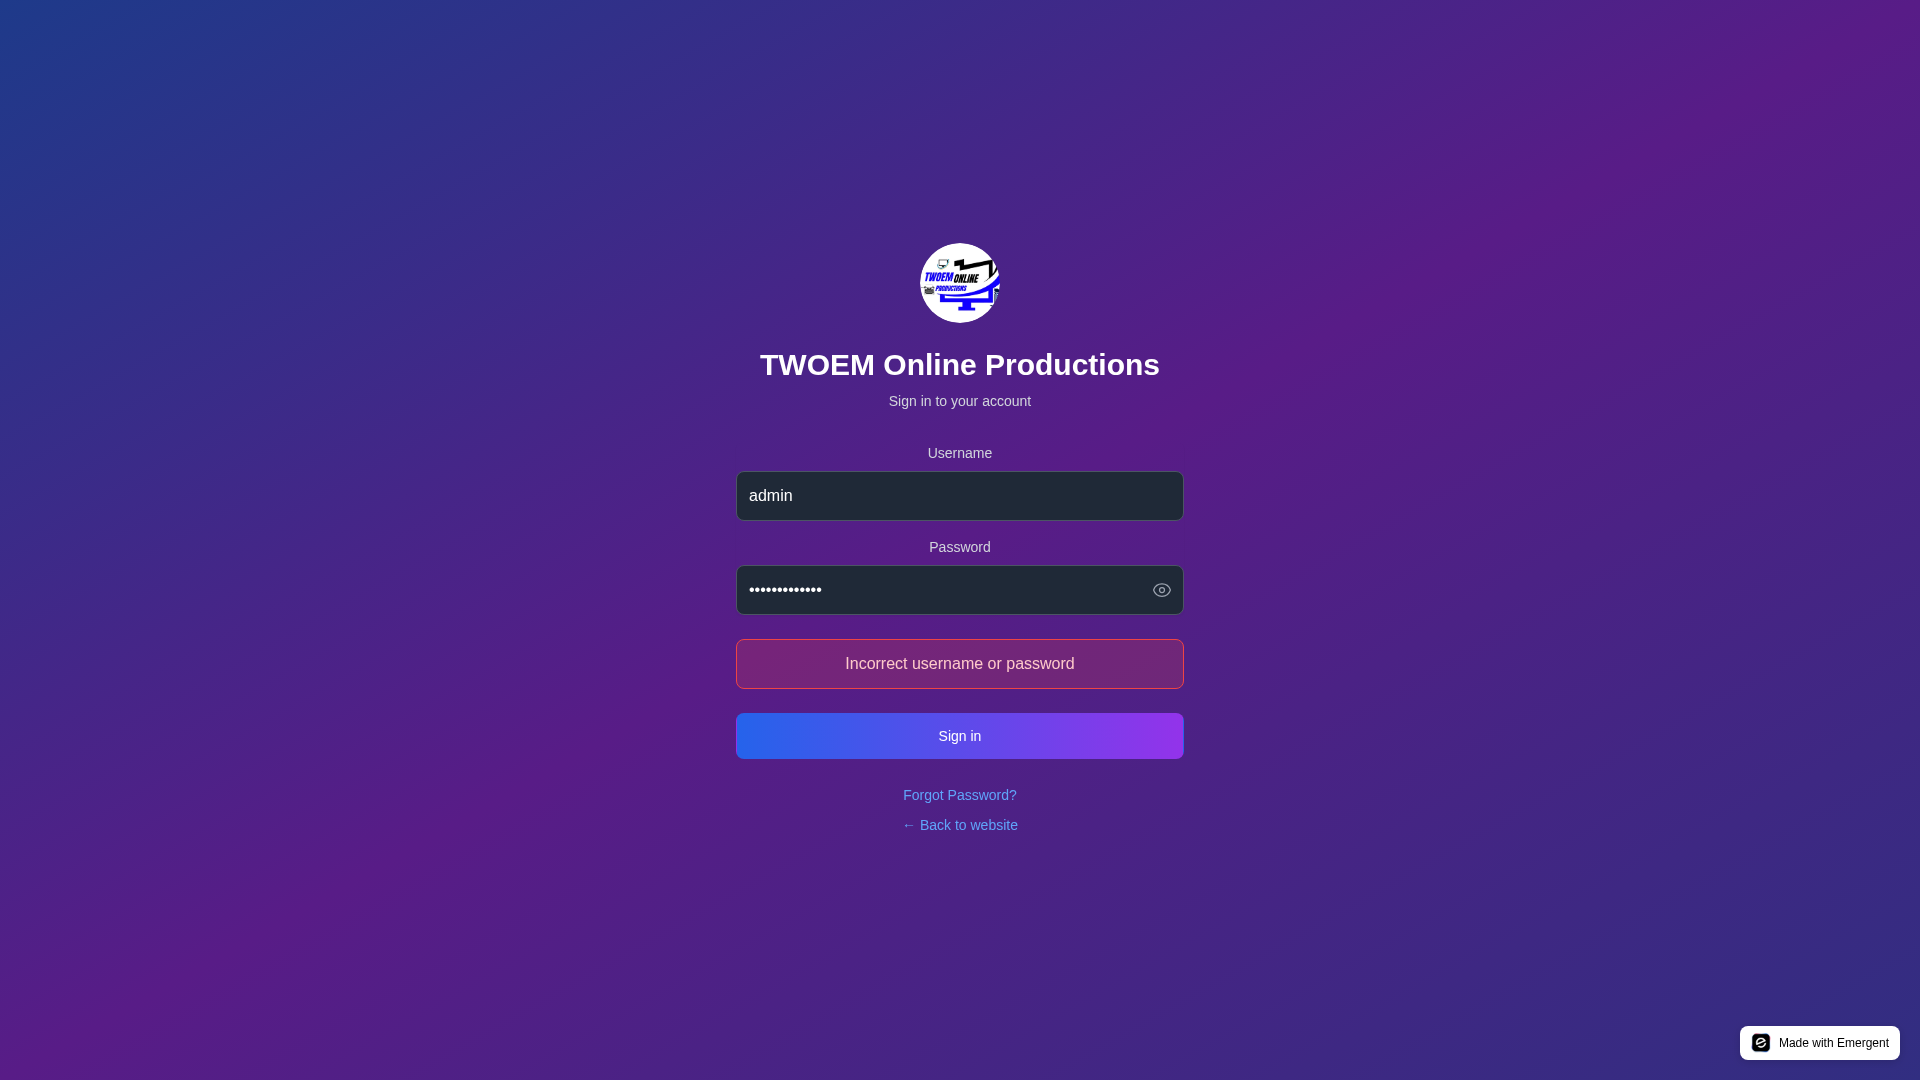 TWOEM ONLINE
PRODUCTIONS
TWOEM Online Productions
Sign in to your account
Username
admin
Password
•••••••••••••
Incorrect username or password
Sign in
Forgot Password?
← Back to website
Made with Emergent